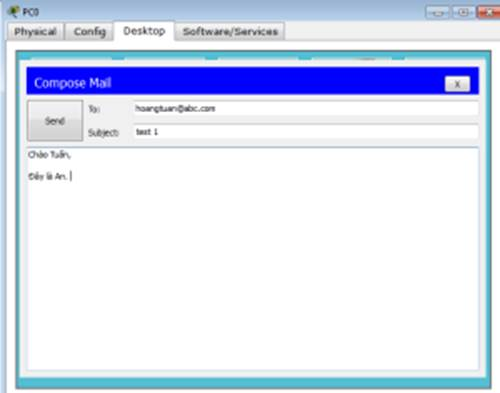 PC0
Physical Config Desktop Software/Services
Compose Mail X
Send
To: hoangtuan@abc.com
Subject: test 1
Chào Tuấn,
Đây là An.